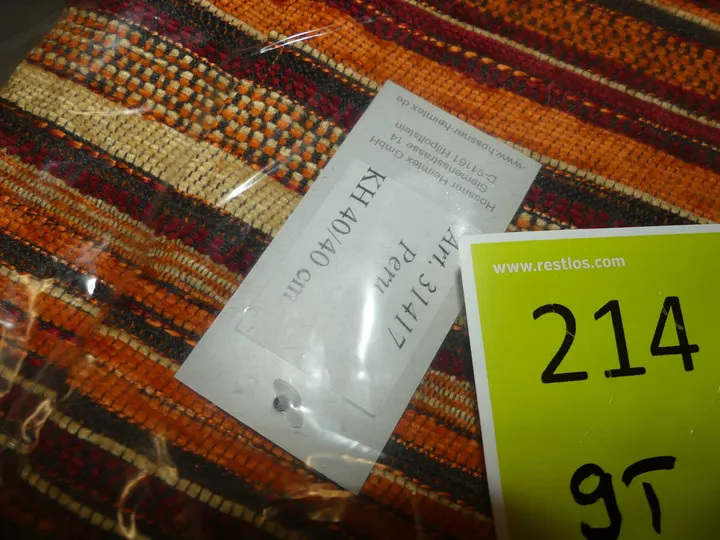 Hossner Heimtex GmbH
Siemensstrasse 14
D-91161 Hilpoltstein
www.hossner-heimtex.de
Art. 31417
Peru
KH 40/40 cm
www.restlos.com
214
9T